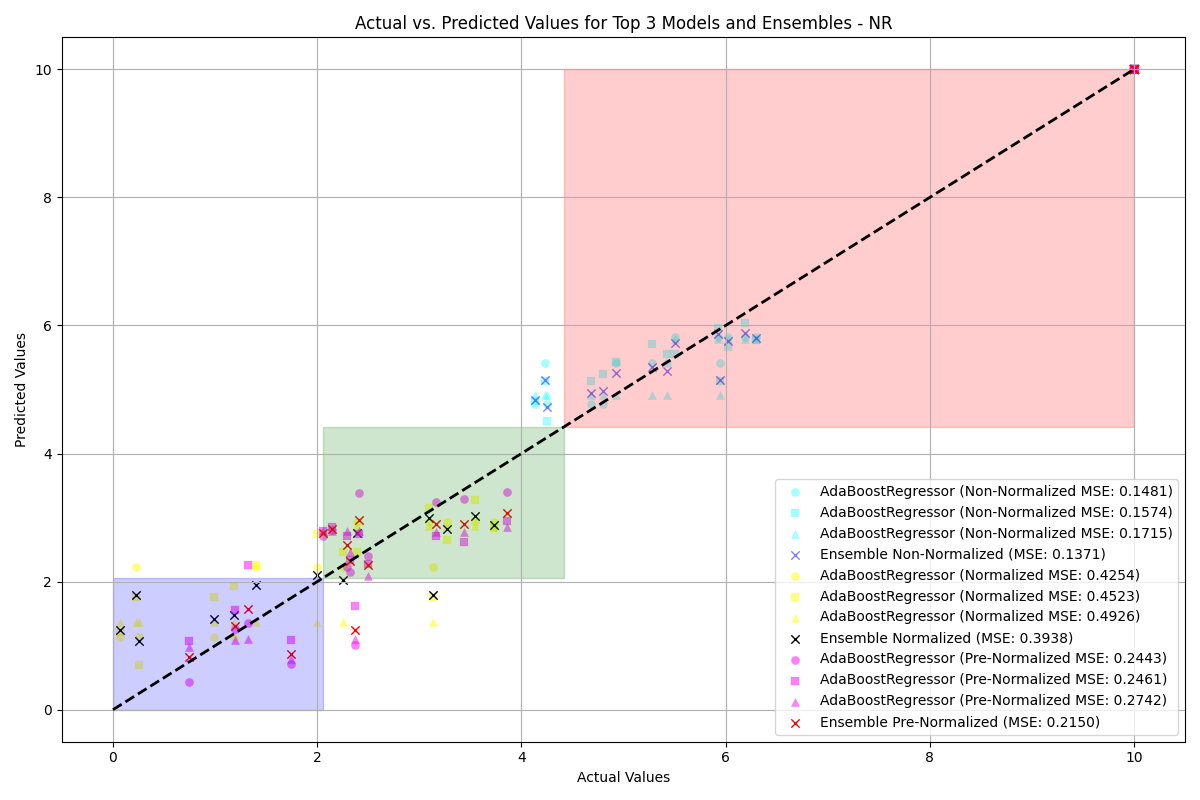 Actual vs. Predicted Values for Top 3 Models and Ensembles - NR
Predicted Values
10
8
6
4
2
0
0 2 4 6 8 10
Actual Values
AdaBoostRegressor (Non-Normalized MSE: 0.1481)
AdaBoostRegressor (Non-Normalized MSE: 0.1574)
AdaBoostRegressor (Non-Normalized MSE: 0.1715)
Ensemble Non-Normalized (MSE: 0.1371)
AdaBoostRegressor (Normalized MSE: 0.4254)
AdaBoostRegressor (Normalized MSE: 0.4523)
AdaBoostRegressor (Normalized MSE: 0.4926)
Ensemble Normalized (MSE: 0.3938)
AdaBoostRegressor (Pre-Normalized MSE: 0.2443)
AdaBoostRegressor (Pre-Normalized MSE: 0.2461)
AdaBoostRegressor (Pre-Normalized MSE: 0.2742)
Ensemble Pre-Normalized (MSE: 0.2150)